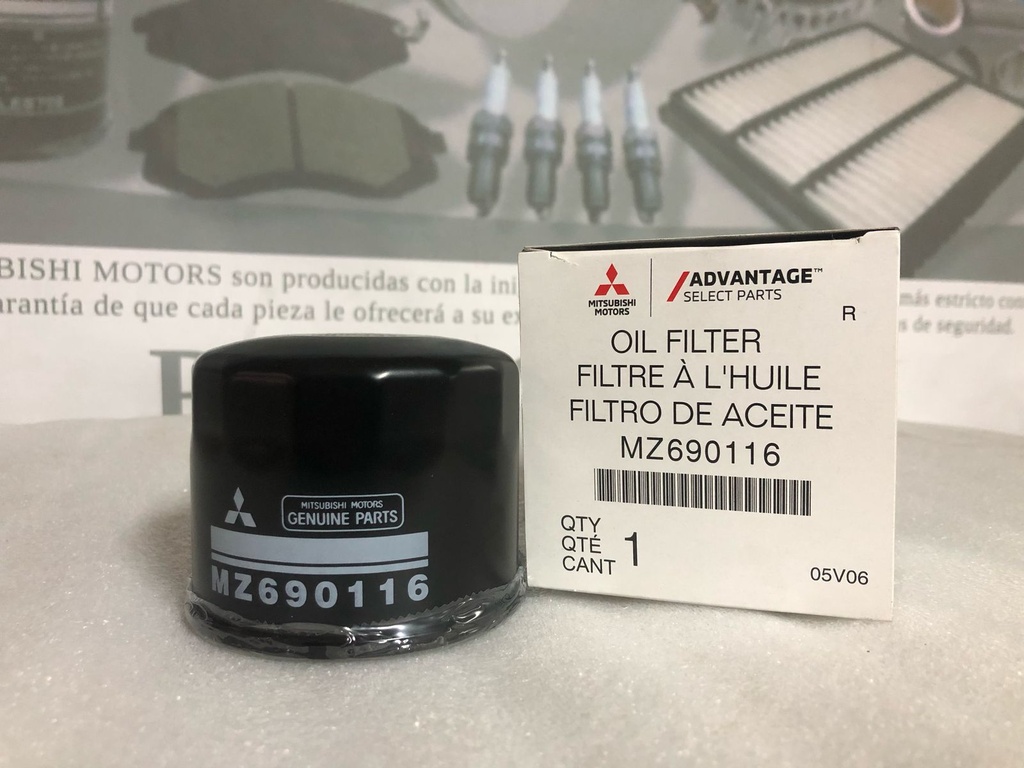 BISHI MOTORS son producidas con la ini
arantía de que cada pieza le ofrecerá a su ex
más estricto con
s de seguridad.
MITSUBISHI
MOTORS
ADVANTAGE™
SELECT PARTS
R
OIL FILTER
FILTRE À L'HUILE
FILTRO DE ACEITE
MZ690116
QTY
QTÉ
CANT
1
05V06
MITSUBISHI MOTORS
GENUINE PARTS
MZ690116